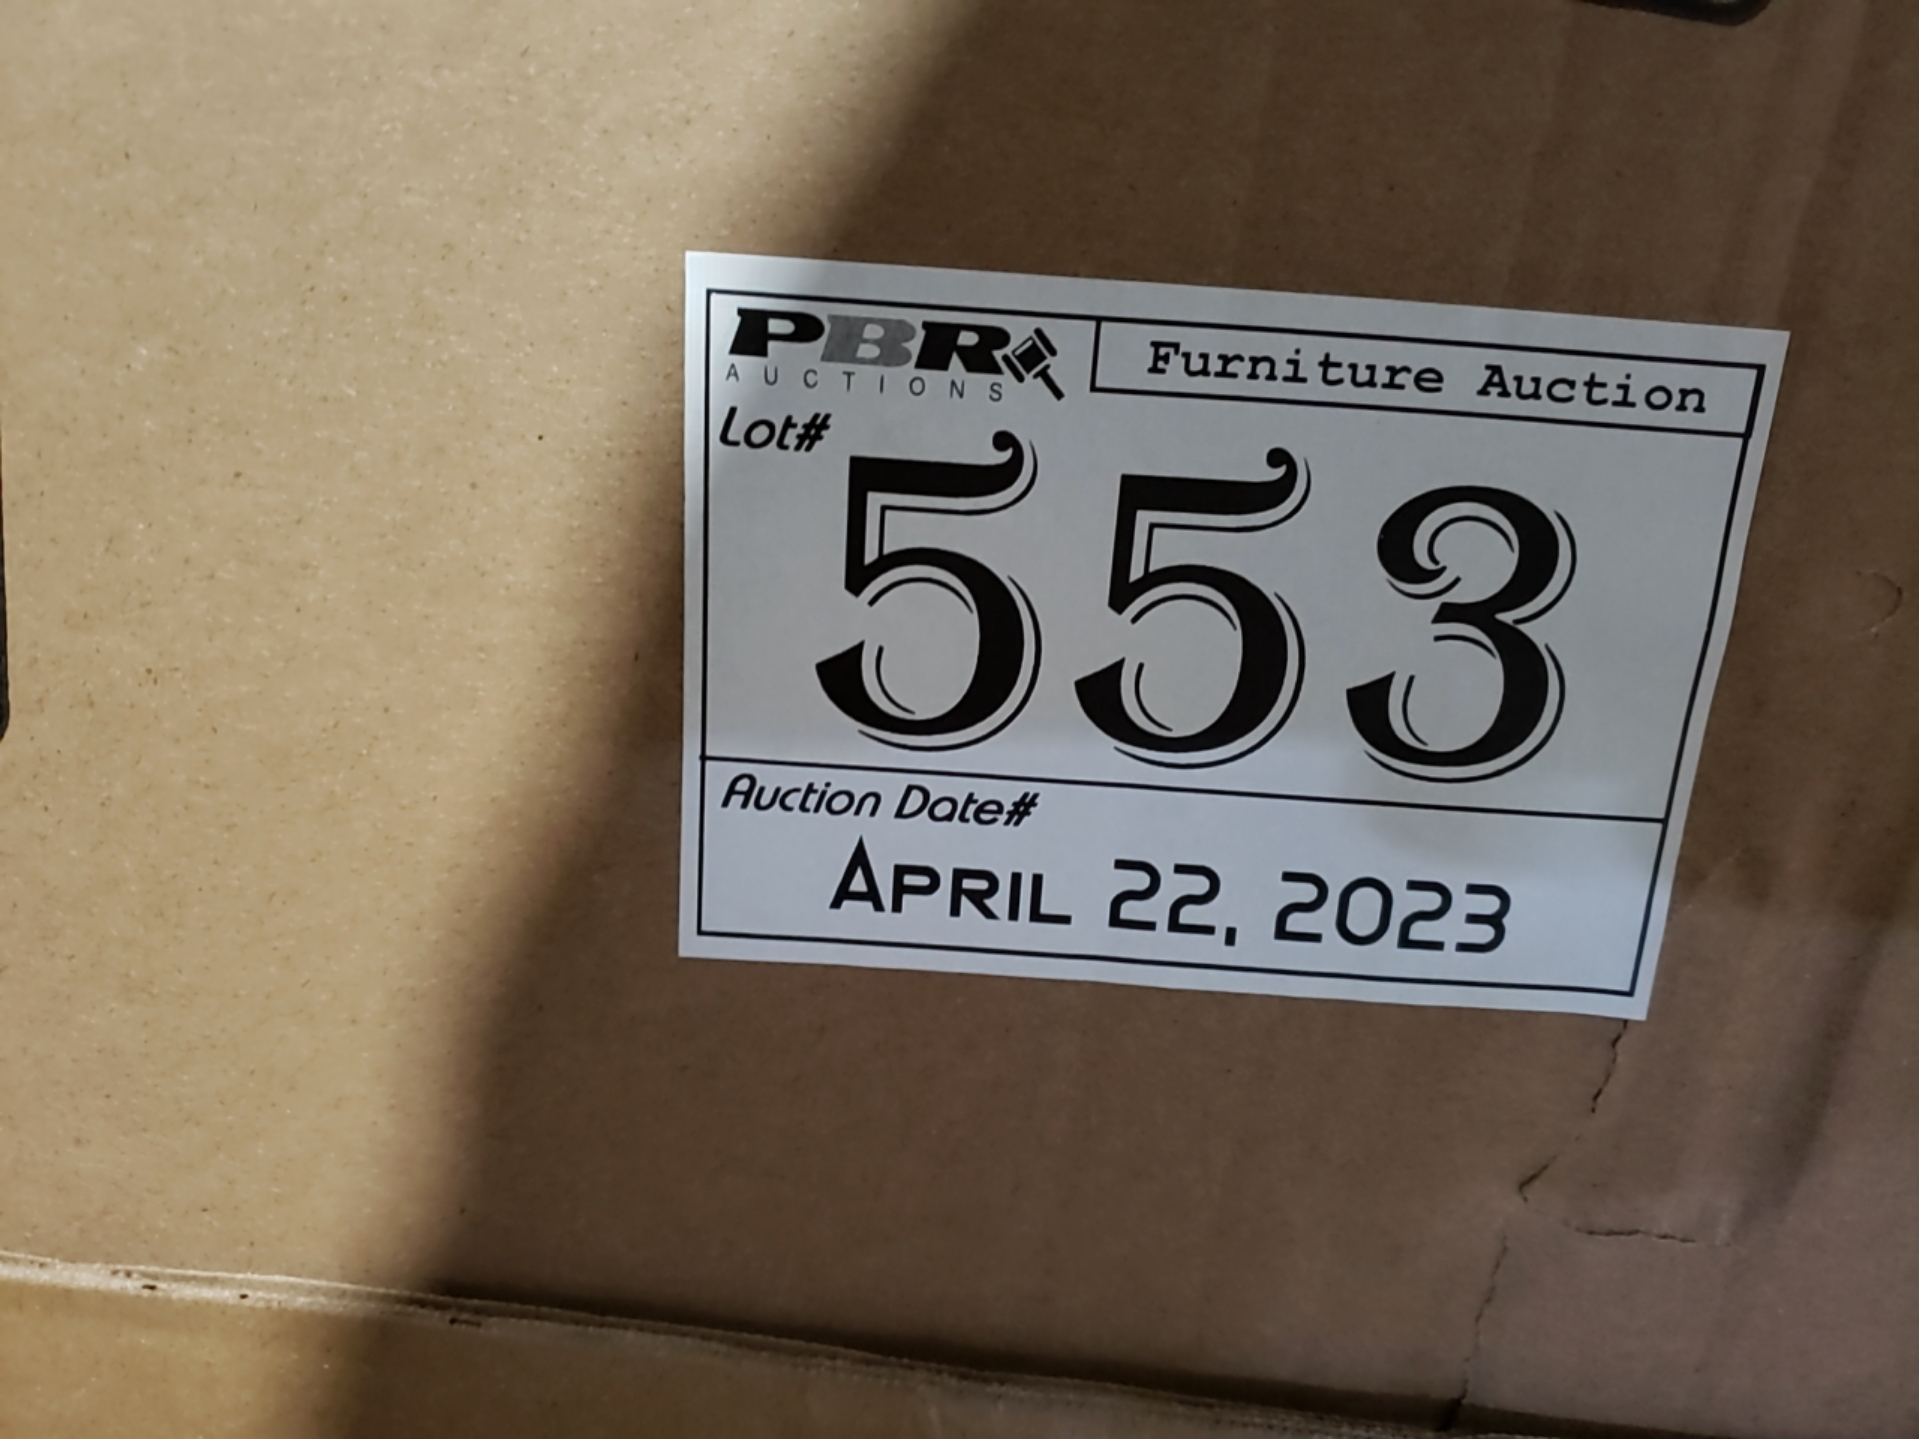 PBR
AUCTIONS
Furniture Auction
Lot#
553
Auction Date#
APRIL 22, 2023